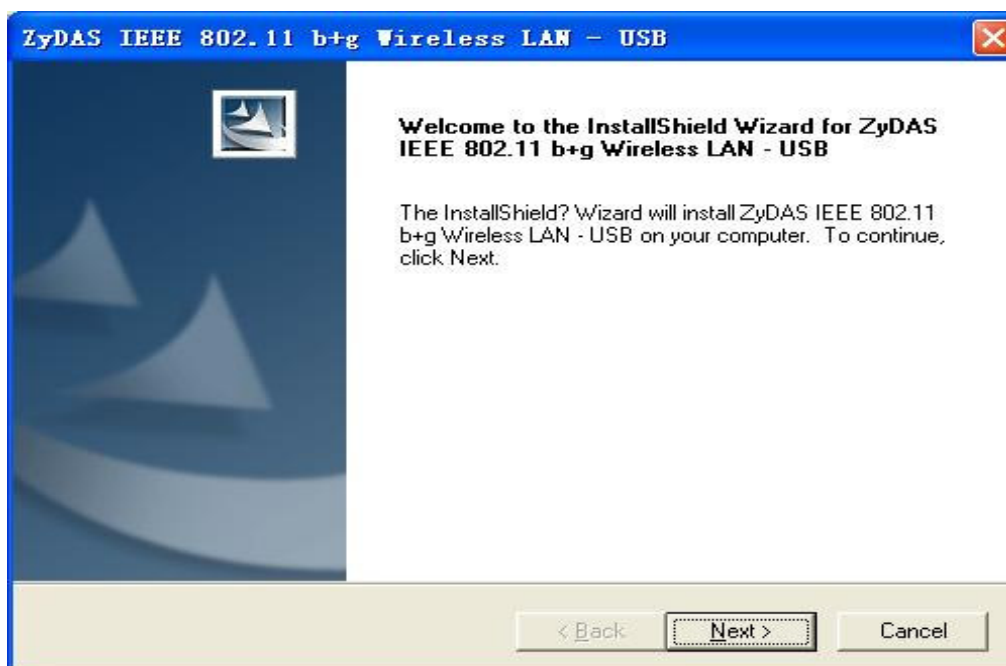 ZyDAS IEEE 802.11 b+g Wireless LAN - USB
Welcome to the InstallShield Wizard for ZyDAS
IEEE 802.11 b+g Wireless LAN - USB
The InstallShield? Wizard will install ZyDAS IEEE 802.11
b+g Wireless LAN - USB on your computer.  To continue,
click Next.
< Back
Next >
Cancel